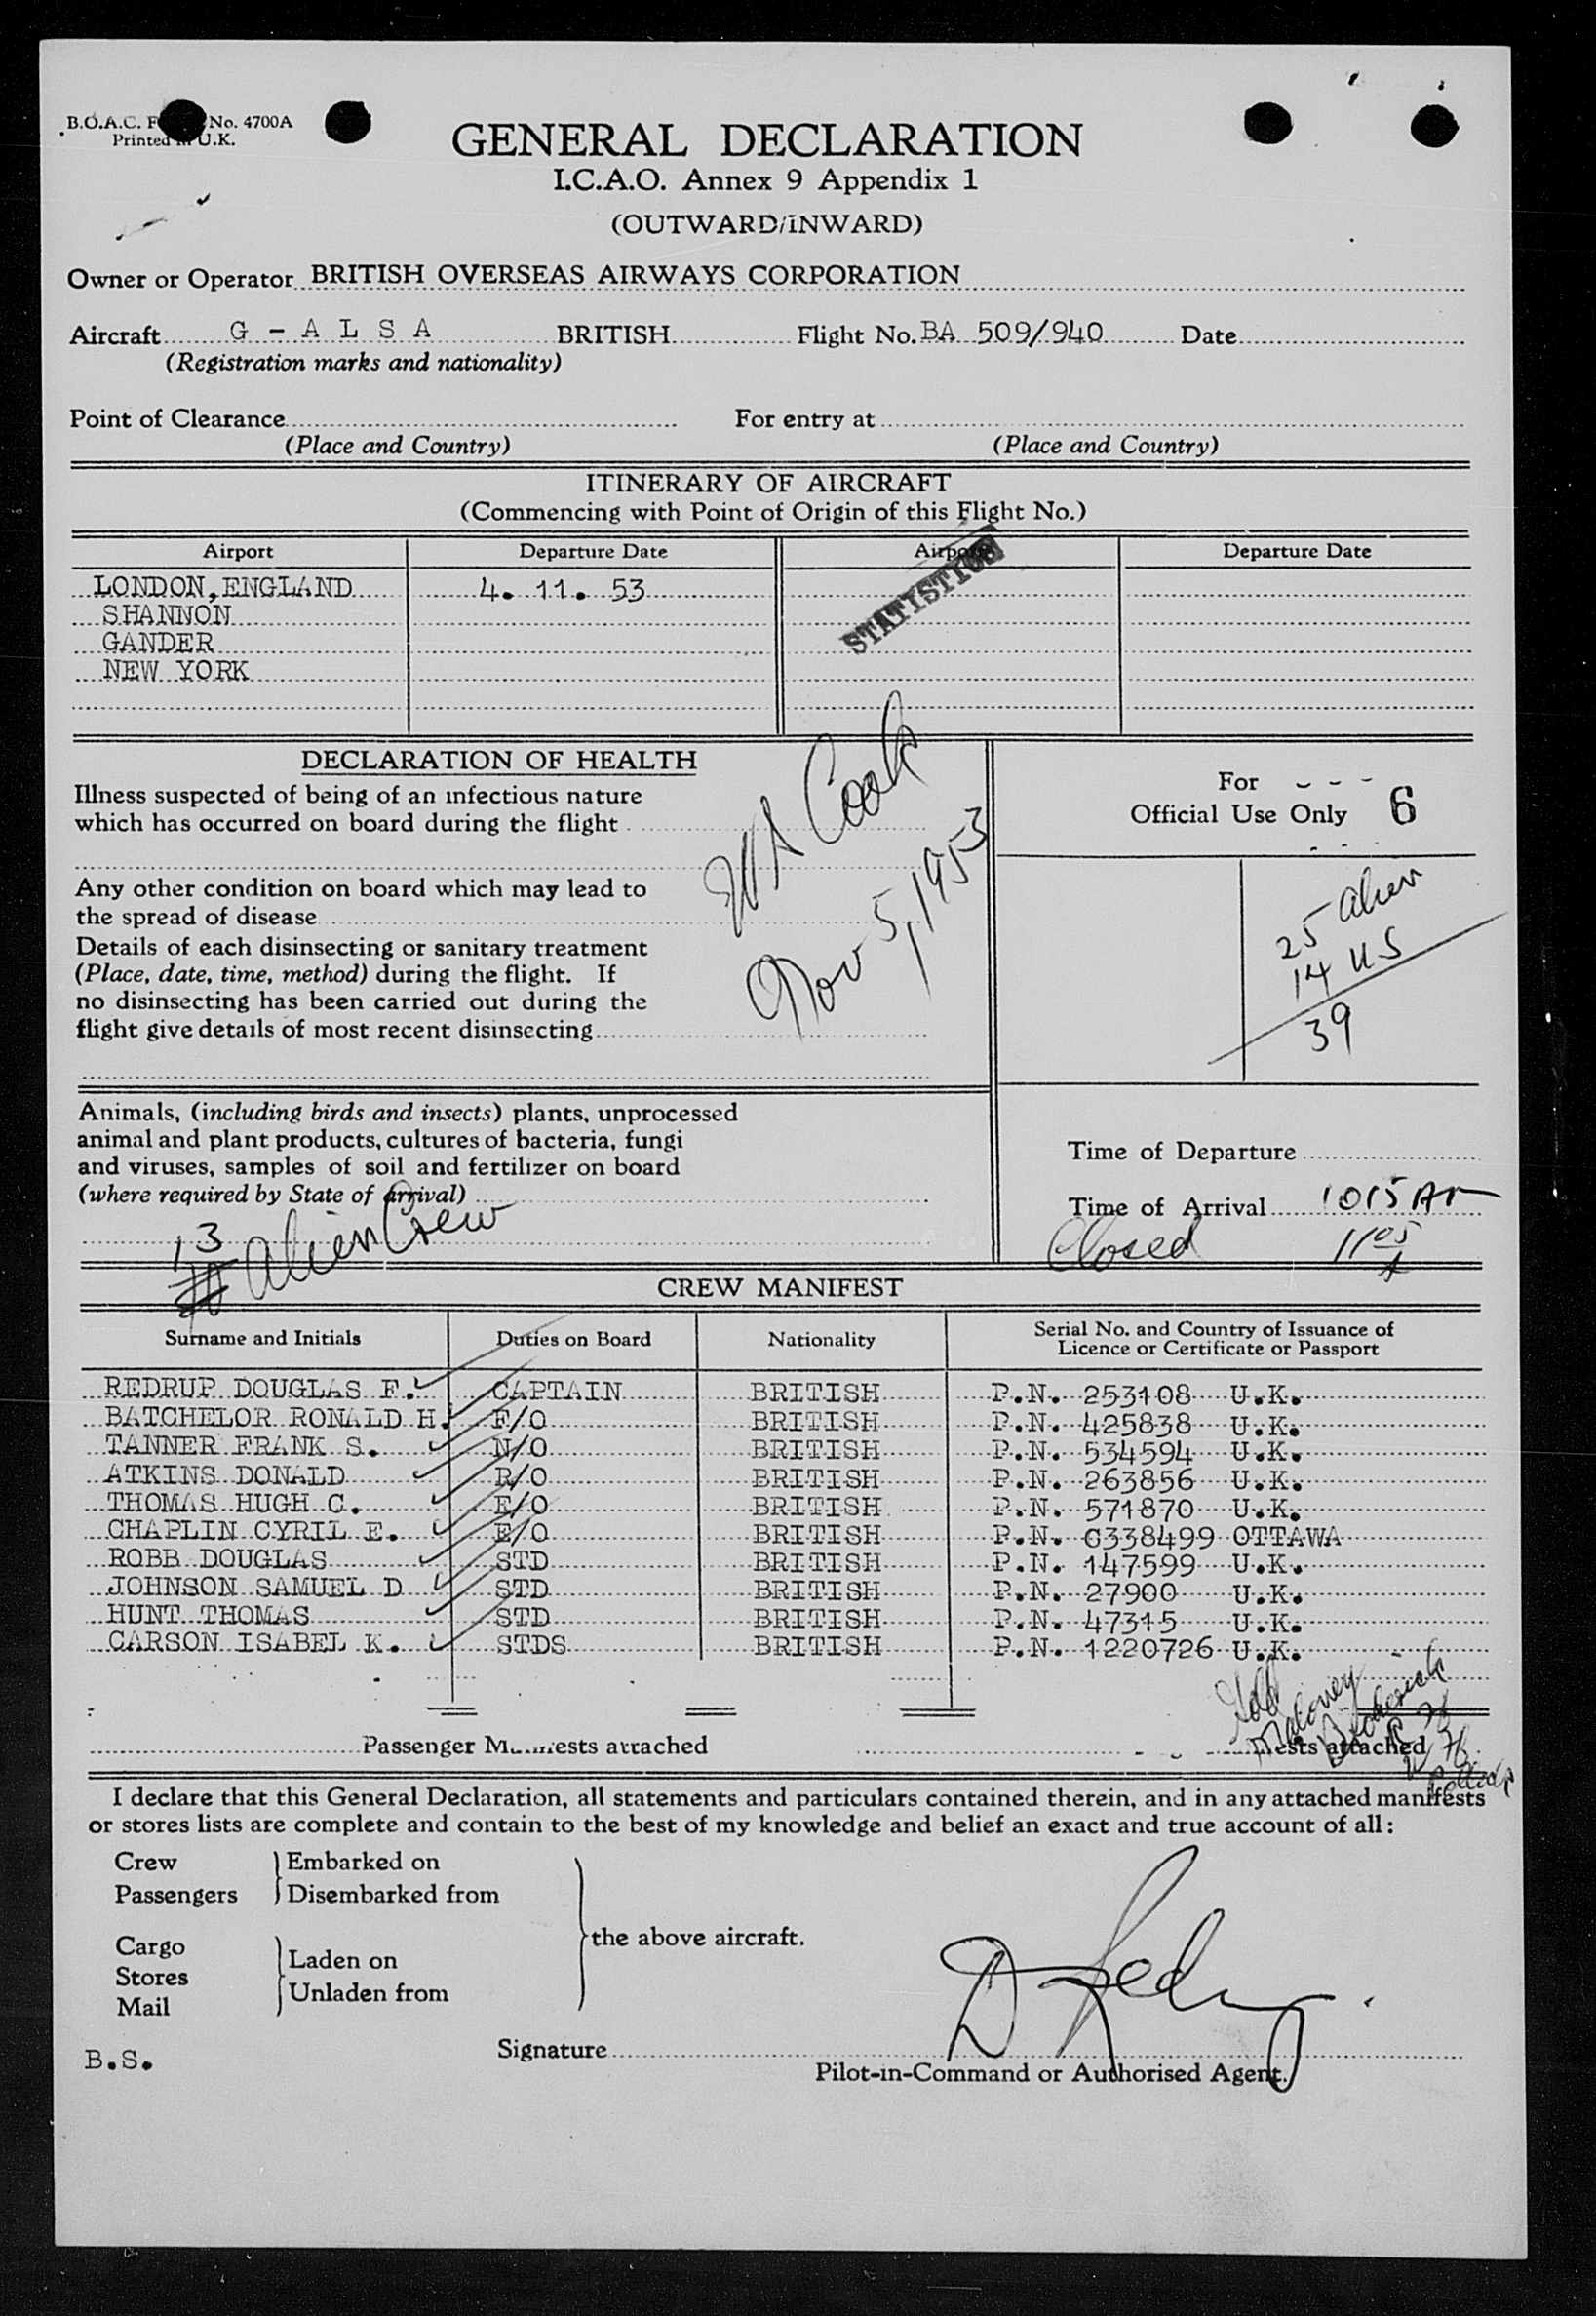 B.O.A.C. F No. 4700A
Printed in U.K.
GENERAL DECLARATION
I.C.A.O. Annex 9 Appendix 1
(OUTWARD/INWARD)
Owner or Operator BRITISH OVERSEAS AIRWAYS CORPORATION
Aircraft G - A L S A BRITISH Flight No. BA 509/940 Date
(Registration marks and nationality)
Point of Clearance For entry at
(Place and Country) (Place and Country)
ITINERARY OF AIRCRAFT
(Commencing with Point of Origin of this Flight No.)
Airport Departure Date Airport Departure Date
STATISTICS
LONDON, ENGLAND 4. 11. 53
SHANNON
GANDER
NEW YORK
DECLARATION OF HEALTH
Illness suspected of being of an infectious nature
which has occurred on board during the flight
Any other condition on board which may lead to
the spread of disease
Details of each disinsecting or sanitary treatment
(Place, date, time, method) during the flight. If
no disinsecting has been carried out during the
flight give details of most recent disinsecting
Cook
Nov 5, 1953
For
Official Use Only 6
25 alien
14 U.S
39
Animals, (including birds and insects) plants, unprocessed
animal and plant products, cultures of bacteria, fungi
and viruses, samples of soil and fertilizer on board
(where required by State of arrival)
13 alien Crew
Time of Departure
Time of Arrival 1015 AM
Closed 1105 A
CREW MANIFEST
Surname and Initials Duties on Board Nationality Serial No. and Country of Issuance of
Licence or Certificate or Passport
REDRUP DOUGLAS F. CAPTAIN BRITISH P.N. 253108 U.K.
BATCHELOR RONALD H. F/O BRITISH P.N. 425838 U.K.
TANNER FRANK S. N/O BRITISH P.N. 534594 U.K.
ATKINS DONALD R/O BRITISH P.N. 263856 U.K.
THOMAS HUGH C. E/O BRITISH P.N. 571870 U.K.
CHAPLIN CYRIL E. E/O BRITISH P.N. C338499 OTTAWA
ROBB DOUGLAS STD BRITISH P.N. 147599 U.K.
JOHNSON SAMUEL D STD BRITISH P.N. 27900 U.K.
HUNT THOMAS STD BRITISH P.N. 47315 U.K.
CARSON ISABEL K. STDS BRITISH P.N. 1220726 U.K.
Maloney
Broderick
Passenger Manifests attached ests attached
I declare that this General Declaration, all statements and particulars contained therein, and in any attached manifests
or stores lists are complete and contain to the best of my knowledge and belief an exact and true account of all:
Crew Embarked on
Passengers Disembarked from
the above aircraft.
Cargo
Stores Laden on
Mail Unladen from
B.S.
Signature
Pilot-in-Command or Authorised Agent.